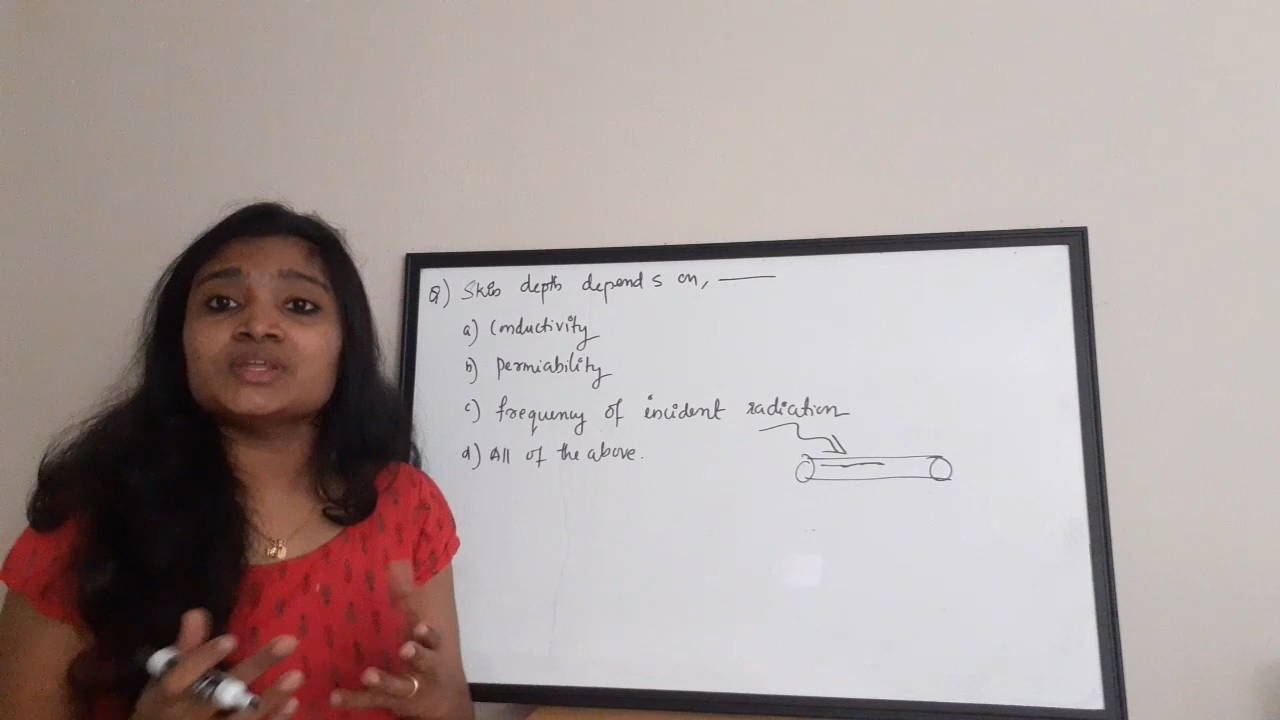 Q) Skin depth depends on, ——
a) Conductivity
b) Permiability
c) frequency of incident radiation
d) All of the above.